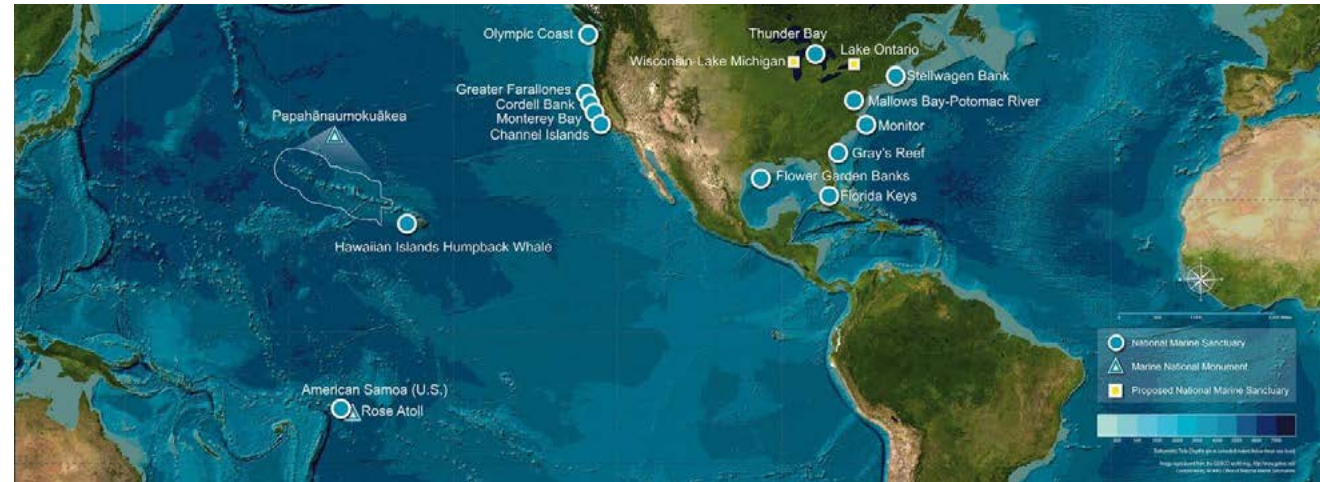 Olympic Coast
Thunder Bay
Lake Ontario
Wisconsin-Lake Michigan
Stellwagen Bank
Greater Farallones
Cordell Bank
Monterey Bay
Channel Islands
Mallows Bay-Potomac River
Papahānaumokuākea
Monitor
Gray's Reef
Flower Garden Banks
Florida Keys
Hawaiian Islands Humpback Whale
National Marine Sanctuary
Marine National Monument
Proposed National Marine Sanctuary
American Samoa (U.S.)
Rose Atoll